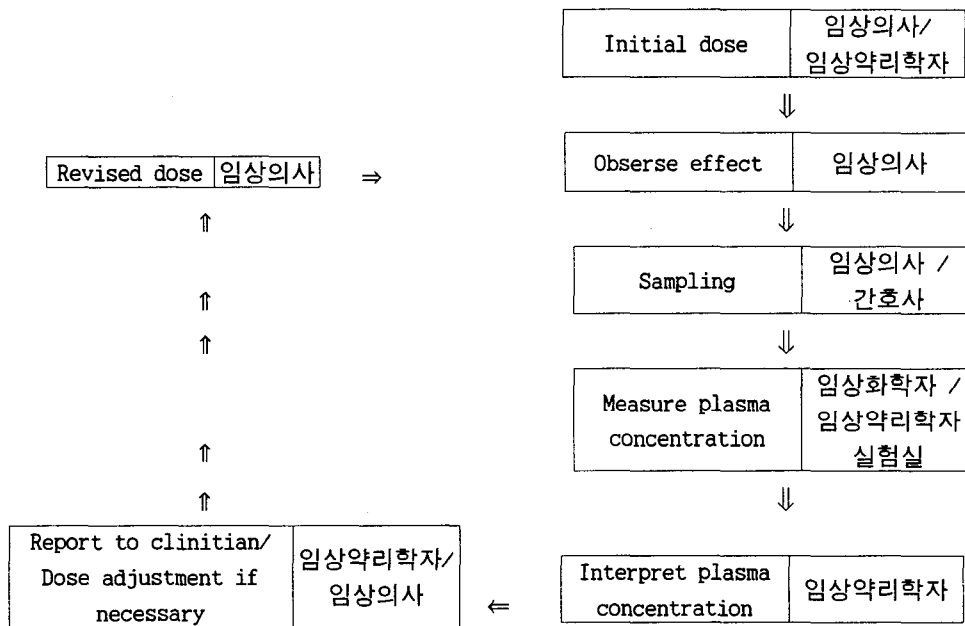 Initial dose
임상의사/
임상약리학자
⇓
Revised dose
임상의사
⇒
Obserse effect
임상의사
⇑
⇓
Sampling
임상의사 /
간호사
⇑
⇑
⇓
Measure plasma
concentration
임상화학자 /
임상약리학자
실험실
⇑
⇑
⇓
Report to clinitian/
Dose adjustment if
necessary
임상약리학자/
임상의사
⇐
Interpret plasma
concentration
임상약리학자